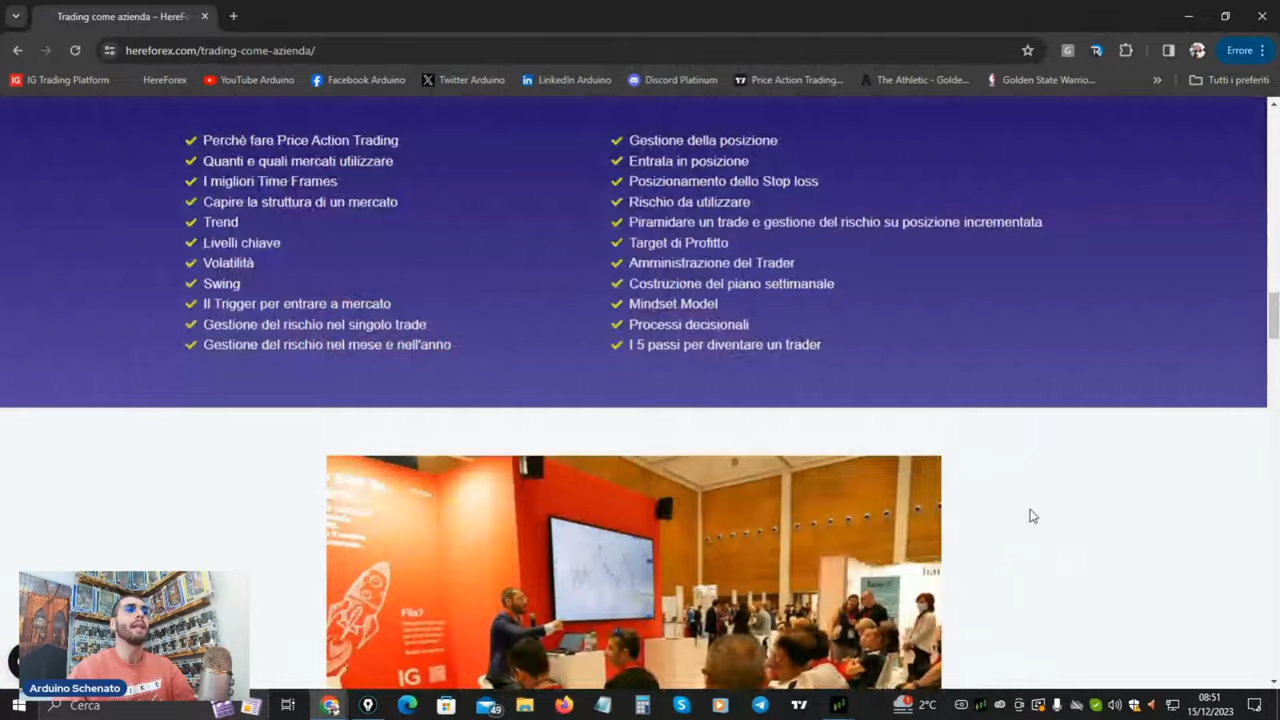 Trading come azienda – HereFo
hereforex.com/trading-come-azienda/
Errore
IG Trading Platform
HereForex
YouTube Arduino
Facebook Arduino
Twitter Arduino
LinkedIn Arduino
Discord Platinum
Price Action Trading...
The Athletic - Golde...
Golden State Warrio...
Tutti i preferiti
Perchè fare Price Action Trading
Quanti e quali mercati utilizzare
I migliori Time Frames
Capire la struttura di un mercato
Trend
Livelli chiave
Volatilità
Swing
Il Trigger per entrare a mercato
Gestione del rischio nel singolo trade
Gestione del rischio nel mese e nell'anno
Gestione della posizione
Entrata in posizione
Posizionamento dello Stop loss
Rischio da utilizzare
Piramidare un trade e gestione del rischio su posizione incrementata
Target di Profitto
Amministrazione del Trader
Costruzione del piano settimanale
Mindset Model
Processi decisionali
I 5 passi per diventare un trader
IG
Arduino Schenato
Cerca
49
2°C
08:51
15/12/2023